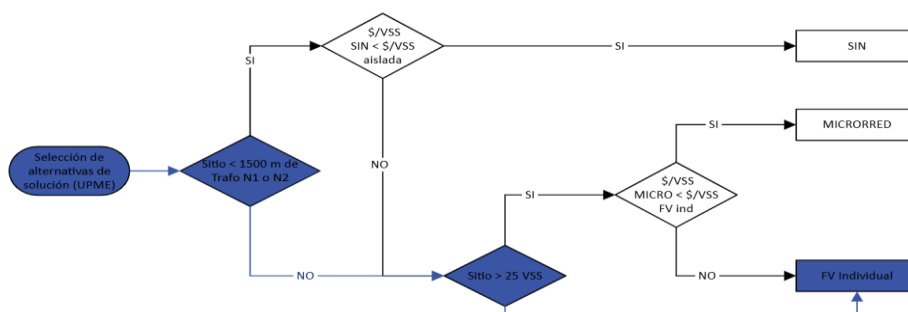 $/VSS
SIN < $/VSS
aislada
SI
SIN
SI
MICRORRED
SI
Selección de
alternativas de
solución (UPME)
Sitio < 1500 m de
Trafo N1 o N2
NO
SI
$/VSS
MICRO < $/VSS
FV ind
NO
Sitio > 25 VSS
NO
FV Individual